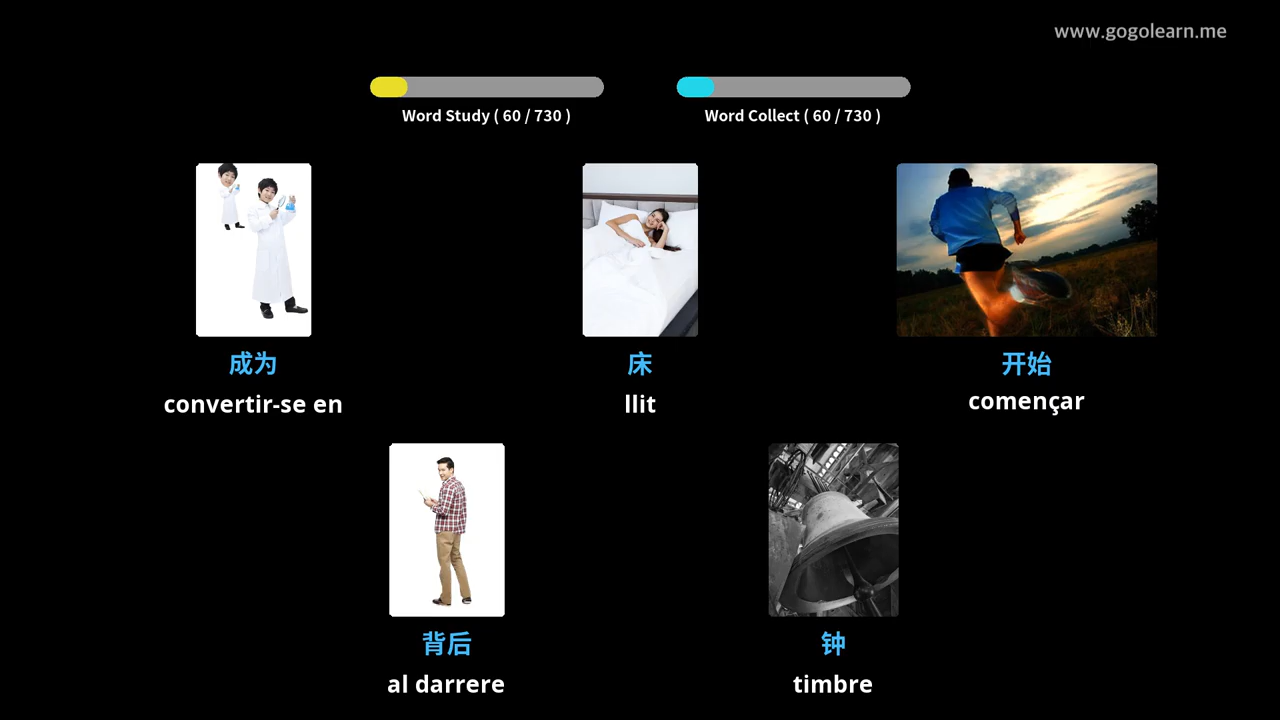 www.gogolearn.me
Word Study ( 60 / 730 )
Word Collect ( 60 / 730 )
成为
convertir-se en
床
llit
开始
començar
背后
al darrere
钟
timbre